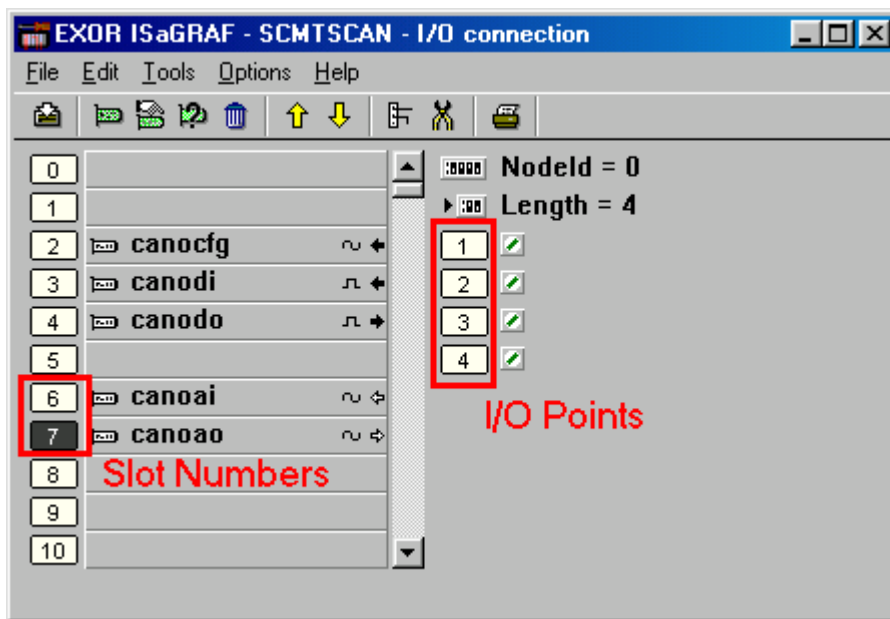 EXOR ISaGRAF - SCMTSCAN - I/O connection
File Edit Tools Options Help
0
1
2 canocfg
3 canodi
4 canodo
5
6 canoai
7 canoao
8
9
10
Slot Numbers
NodeId = 0
Length = 4
1
2
3
4
I/O Points